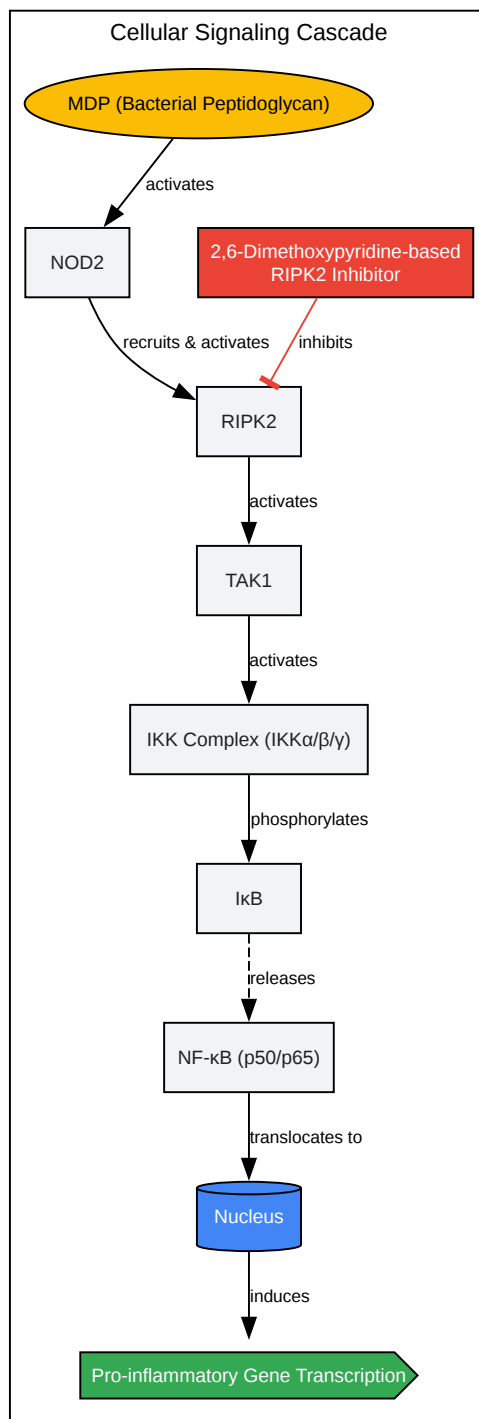 Cellular Signaling Cascade
MDP (Bacterial Peptidoglycan)
activates
NOD2
2,6-Dimethoxypyridine-based
RIPK2 Inhibitor
recruits & activates
inhibits
RIPK2
activates
TAK1
activates
IKK Complex (IKKα/β/γ)
phosphorylates
IκB
releases
NF-κB (p50/p65)
translocates to
Nucleus
induces
Pro-inflammatory Gene Transcription